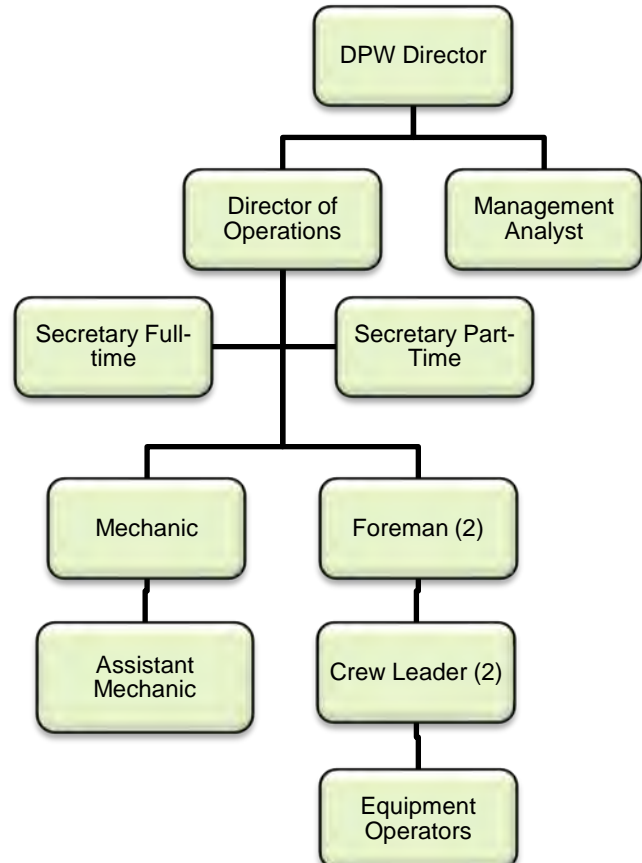 DPW Director
Director of
Operations
Management
Analyst
Secretary Full-
time
Secretary Part-
Time
Mechanic
Foreman (2)
Assistant
Mechanic
Crew Leader (2)
Equipment
Operators